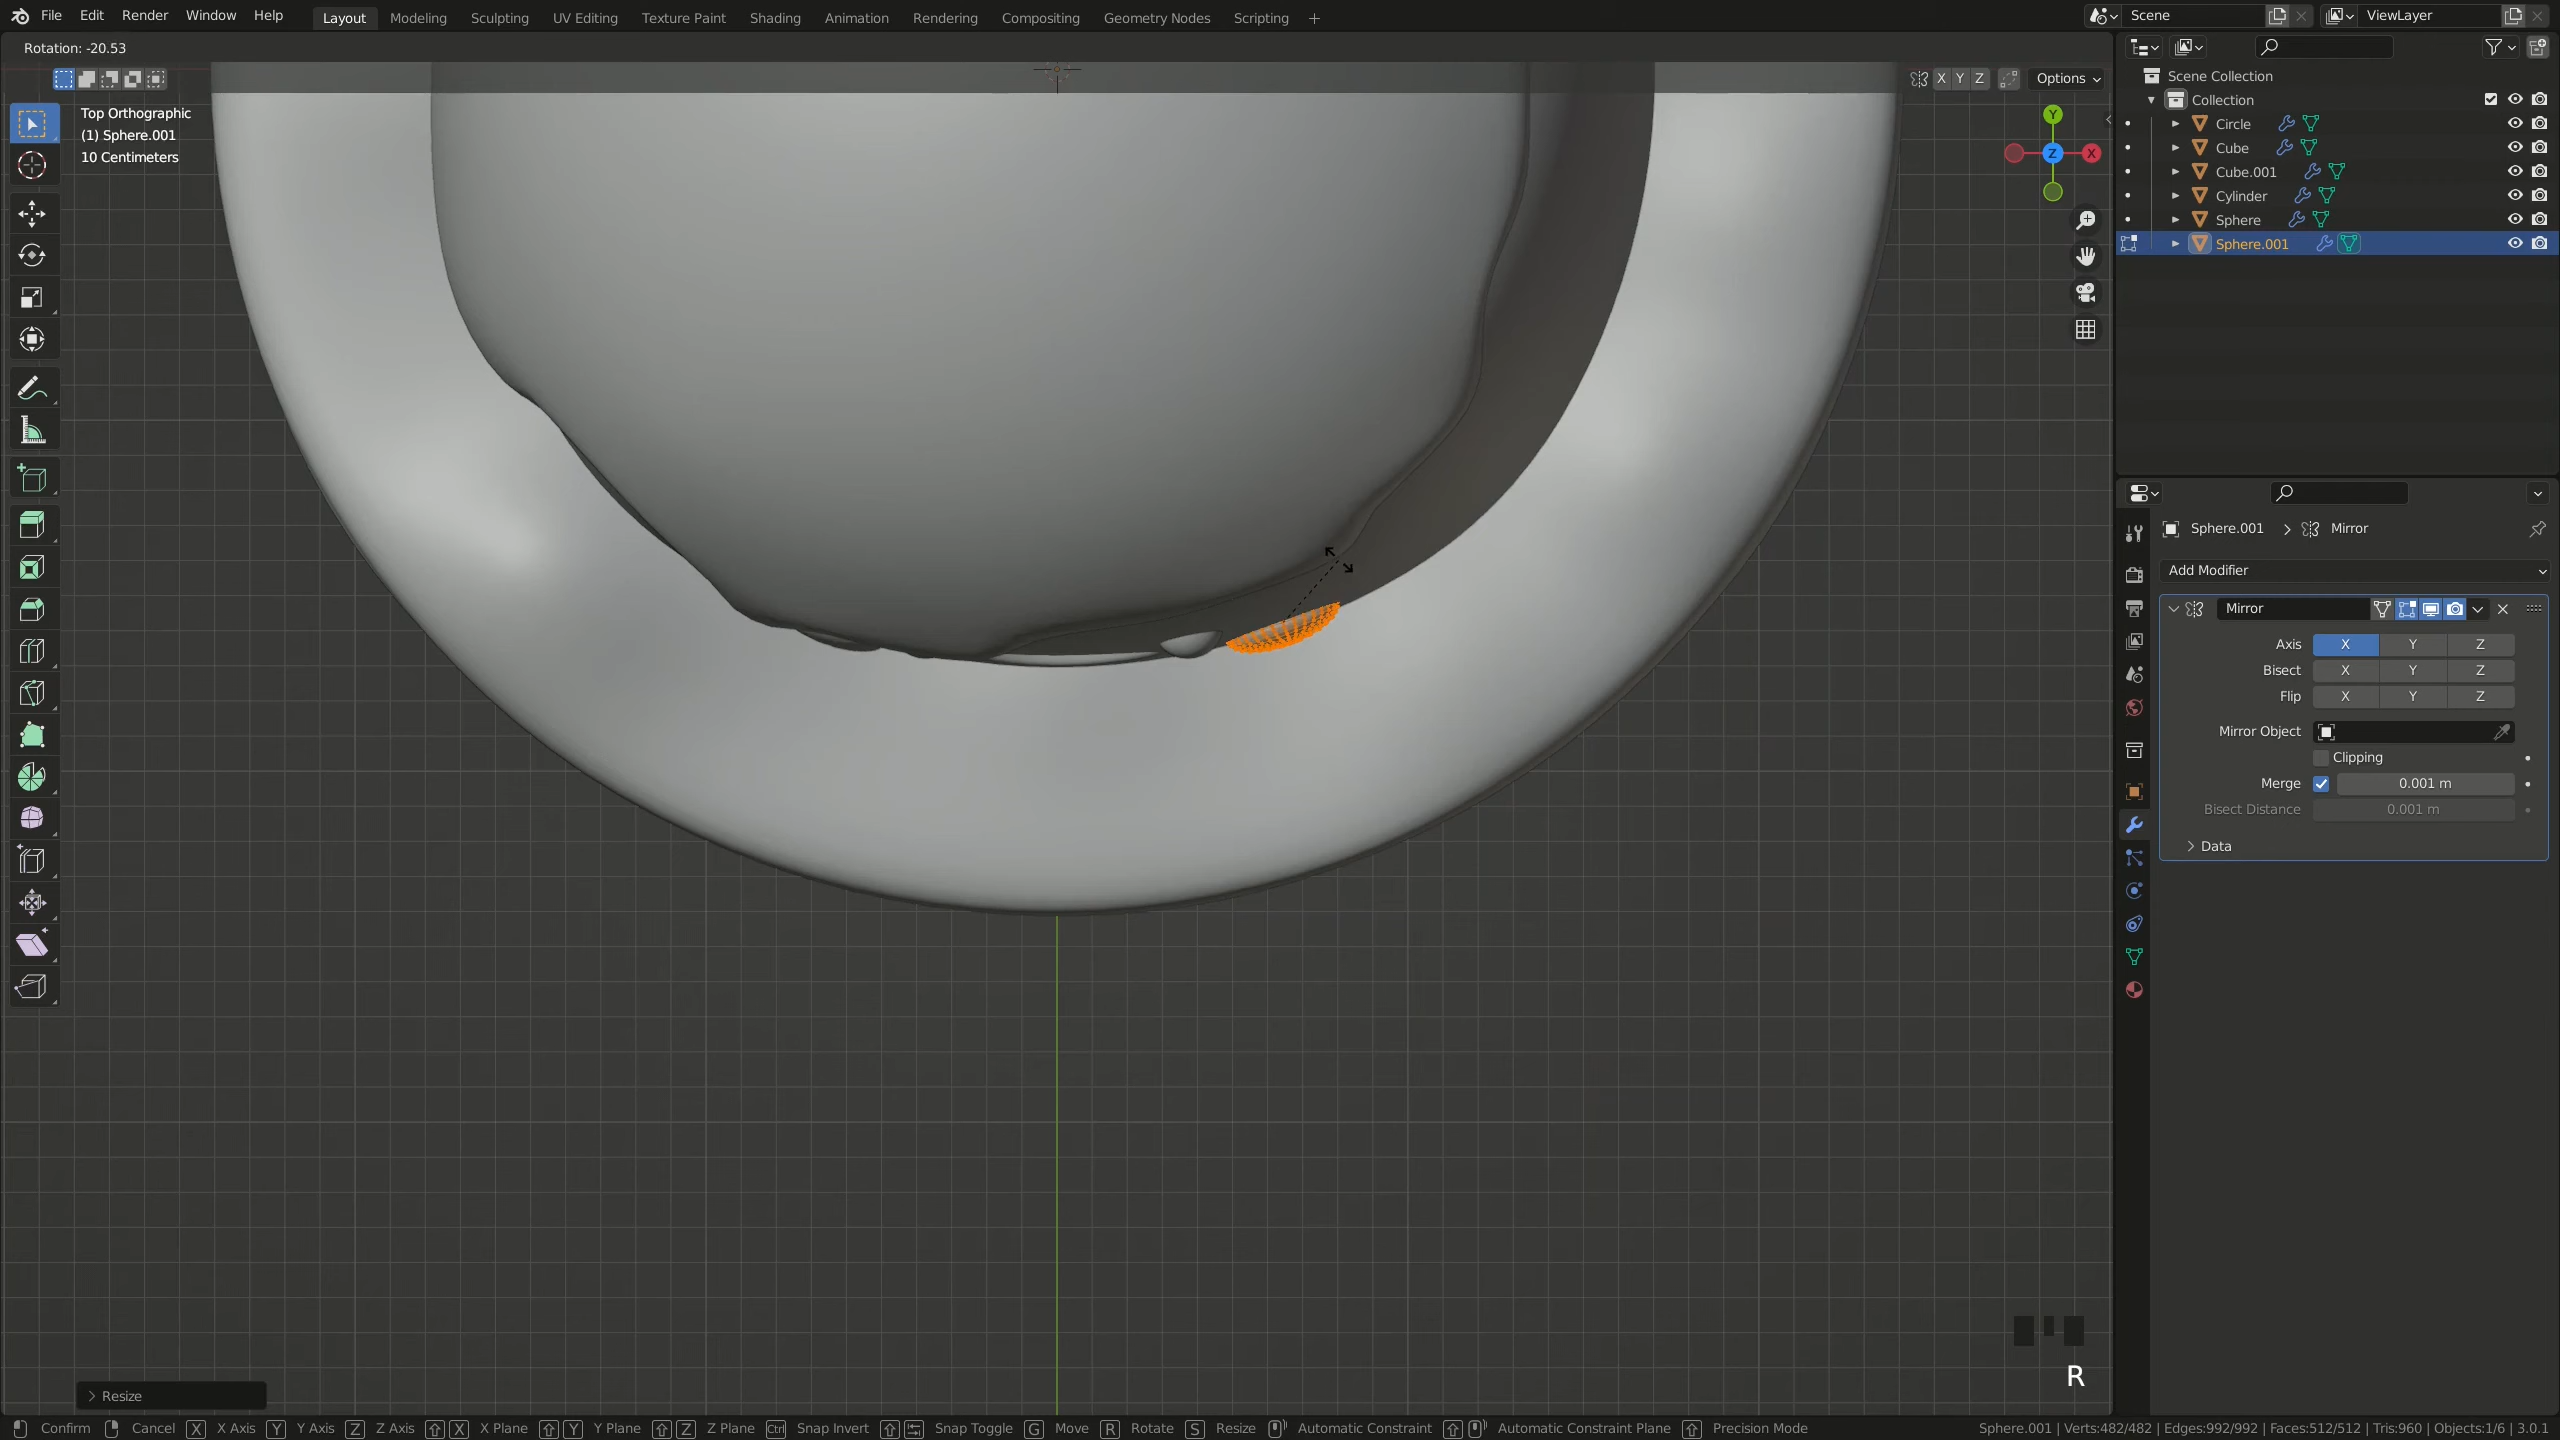 File Edit Render Window Help Layout Modeling Sculpting UV Editing Texture Paint Shading Animation Rendering Compositing Geometry Nodes Scripting + Scene ViewLayer
Rotation: -20.53
X Y Z Options
Top Orthographic
(1) Sphere.001
10 Centimeters
Y
X
Z
Scene Collection
Collection
Circle
Cube
Cube.001
Cylinder
Sphere
Sphere.001
Sphere.001 > Mirror
Add Modifier
Mirror
Axis X Y Z
Bisect X Y Z
Flip X Y Z
Mirror Object
Clipping
Merge 0.001 m
Bisect Distance 0.001 m
Data
R
Resize
Confirm Cancel X X Axis Y Y Axis Z Z Axis X X Plane Y Y Plane Z Z Plane Ctrl Snap Invert Snap Toggle G Move R Rotate S Resize Automatic Constraint Automatic Constraint Plane Precision Mode Sphere.001 | Verts:482/482 | Edges:992/992 | Faces:512/512 | Tris:960 | Objects:1/6 | 3.0.1